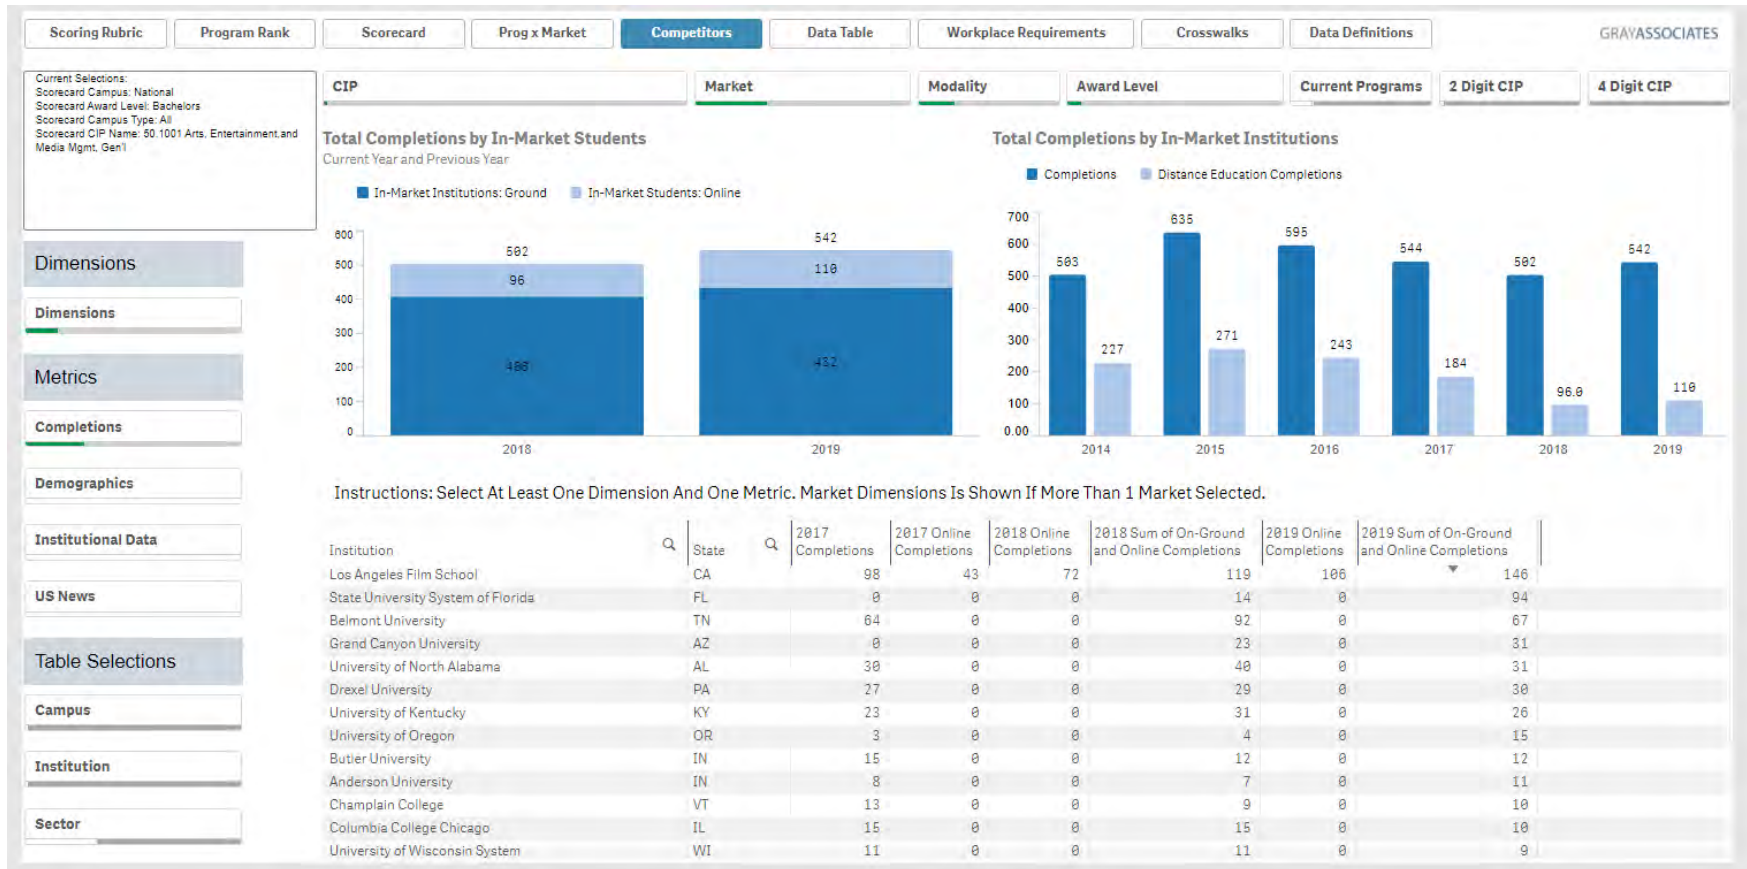 Scoring Rubric
Program Rank
Scorecard
Prog x Market
Competitors
Data Table
Workplace Requirements
Crosswalks
Data Definitions
GRAYASSOCIATES
Current Selections:
Scorecard Campus: National
Scorecard Award Level: Bachelors
Scorecard Campus Type: All
Scorecard CIP Name: 50.1001 Arts, Entertainment,and
Media Mgmt, Gen'l
CIP
Market
Modality
Award Level
Current Programs
2 Digit CIP
4 Digit CIP
Dimensions
Dimensions
Metrics
Completions
Demographics
Institutional Data
US News
Table Selections
Campus
Institution
Sector
Total Completions by In-Market Students
Current Year and Previous Year
In-Market Institutions: Ground
In-Market Students: Online
600
500
400
300
200
100
0
502
96
406
542
110
432
2018
2019
Total Completions by In-Market Institutions
Completions
Distance Education Completions
700
600
500
400
300
200
100
0.00
503
227
635
271
595
243
544
184
502
96.0
542
110
2014
2015
2016
2017
2018
2019
Instructions: Select At Least One Dimension And One Metric. Market Dimensions Is Shown If More Than 1 Market Selected.
Institution State 2017 Completions 2017 Online Completions 2018 Online Completions 2018 Sum of On-Ground and Online Completions 2019 Online Completions 2019 Sum of On-Ground and Online Completions
Los Angeles Film School CA 98 43 72 119 106 146
State University System of Florida FL 0 0 0 14 0 94
Belmont University TN 64 0 0 92 0 67
Grand Canyon University AZ 0 0 0 23 0 31
University of North Alabama AL 30 0 0 40 0 31
Drexel University PA 27 0 0 29 0 30
University of Kentucky KY 23 0 0 31 0 26
University of Oregon OR 3 0 0 4 0 15
Butler University IN 15 0 0 12 0 12
Anderson University IN 8 0 0 7 0 11
Champlain College VT 13 0 0 9 0 10
Columbia College Chicago IL 15 0 0 15 0 10
University of Wisconsin System WI 11 0 0 11 0 9